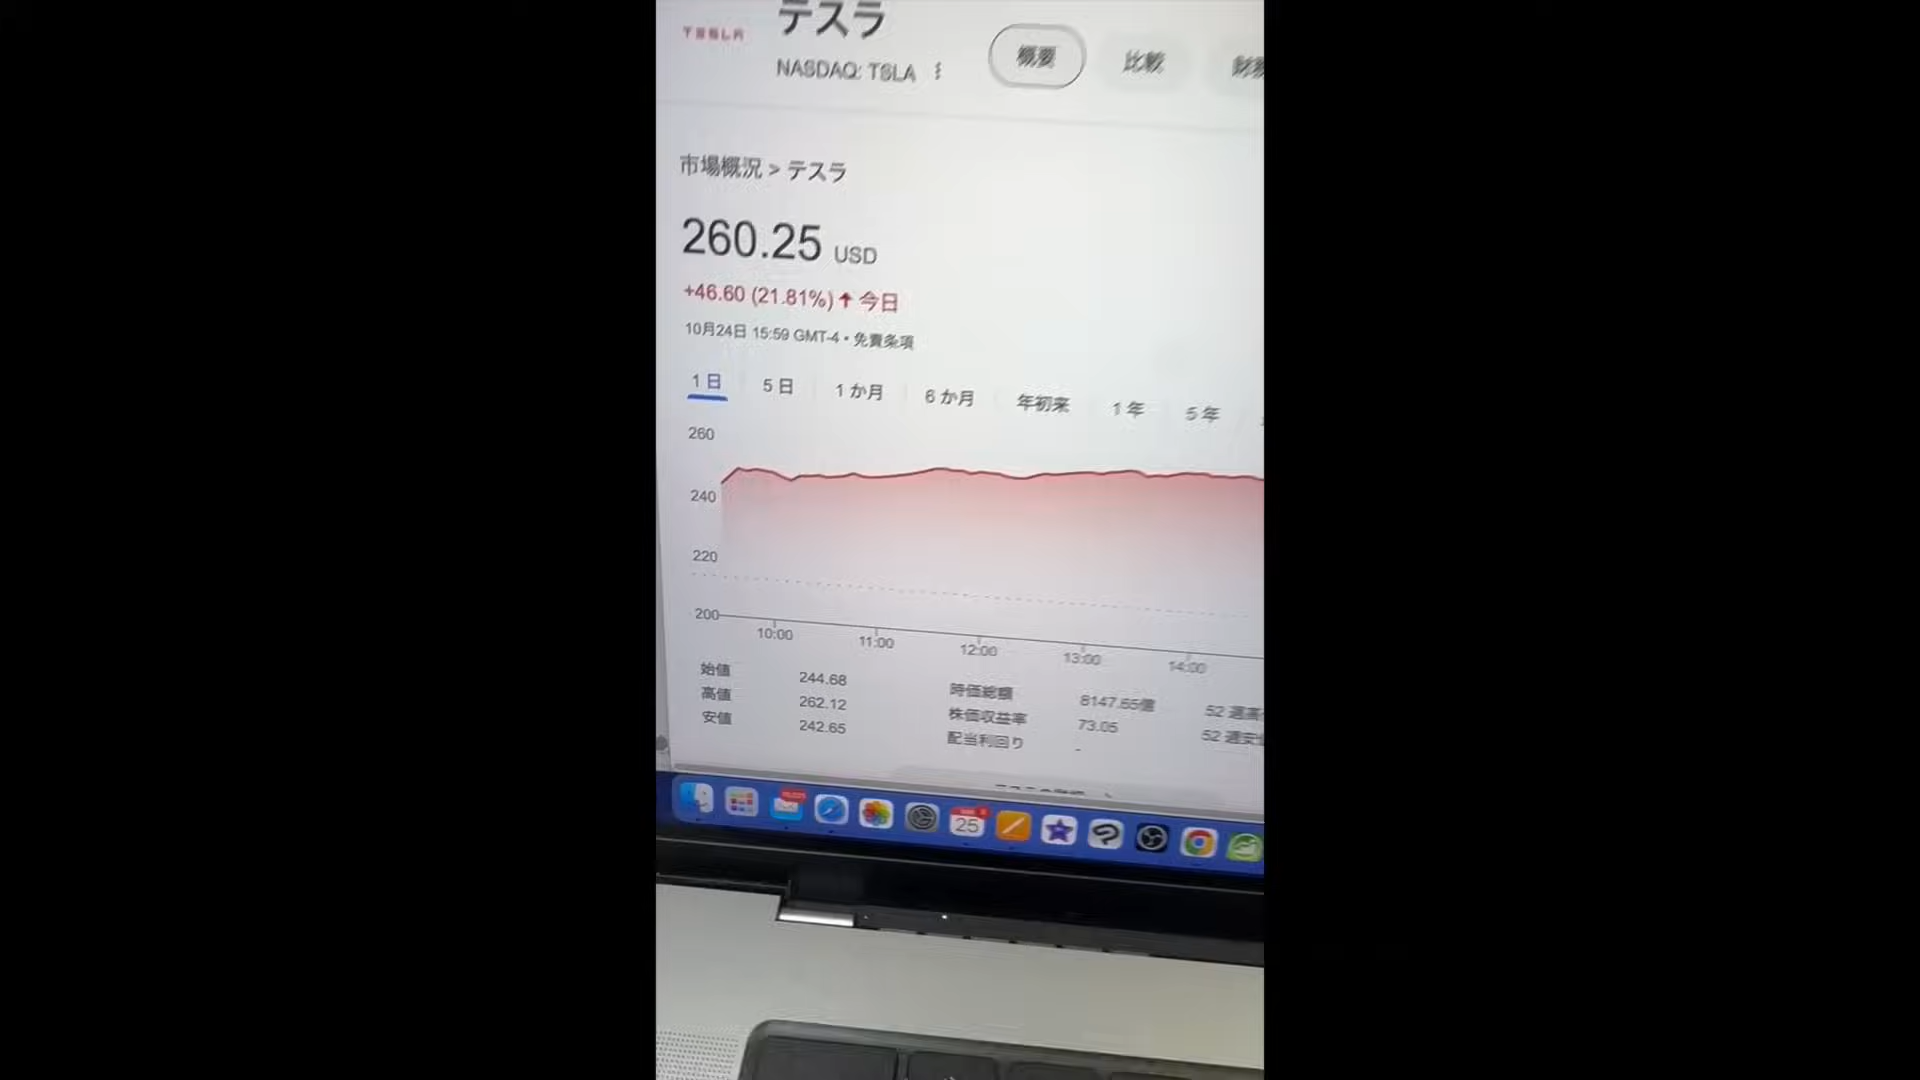 TESLA
テスラ
NASDAQ: TSLA
概要
比較
市場概況 > テスラ
260.25 USD
+46.60 (21.81%) ↑ 今日
10月24日 15:59 GMT-4 • 免責条項
1日 5日 1か月 6か月 年初来 1年 5年
260
240
220
200
10:00 11:00 12:00 13:00 14:00
始値 244.68 時価総額 8147.65億 52 週高
高値 262.12 株価収益率 73.05 52 週安
安値 242.65 配当利回り -
25